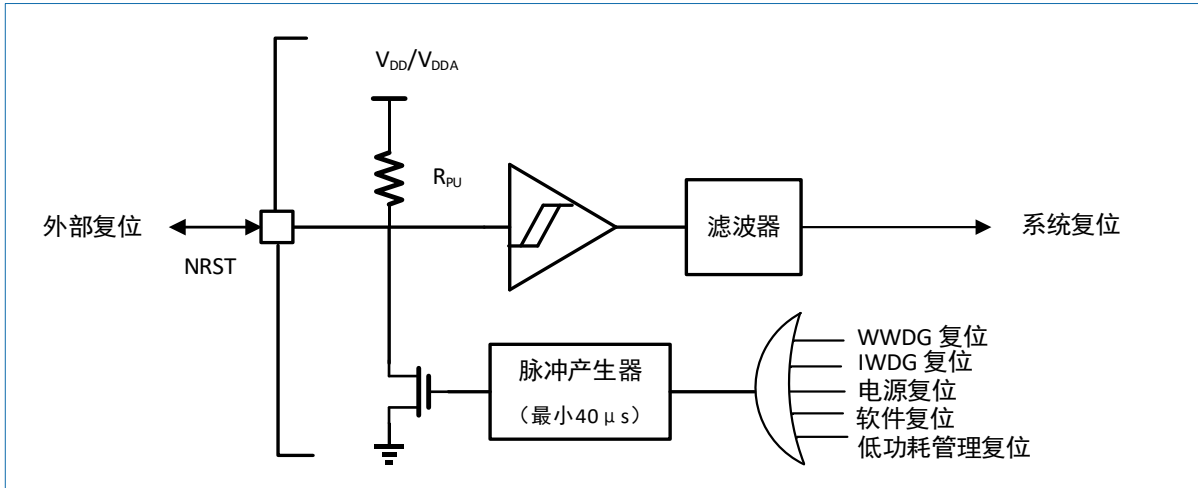 V_DD/V_DDA
R_PU
外部复位
NRST
滤波器
系统复位
脉冲产生器
（最小40μs）
WWDG 复位
IWDG 复位
电源复位
软件复位
低功耗管理复位